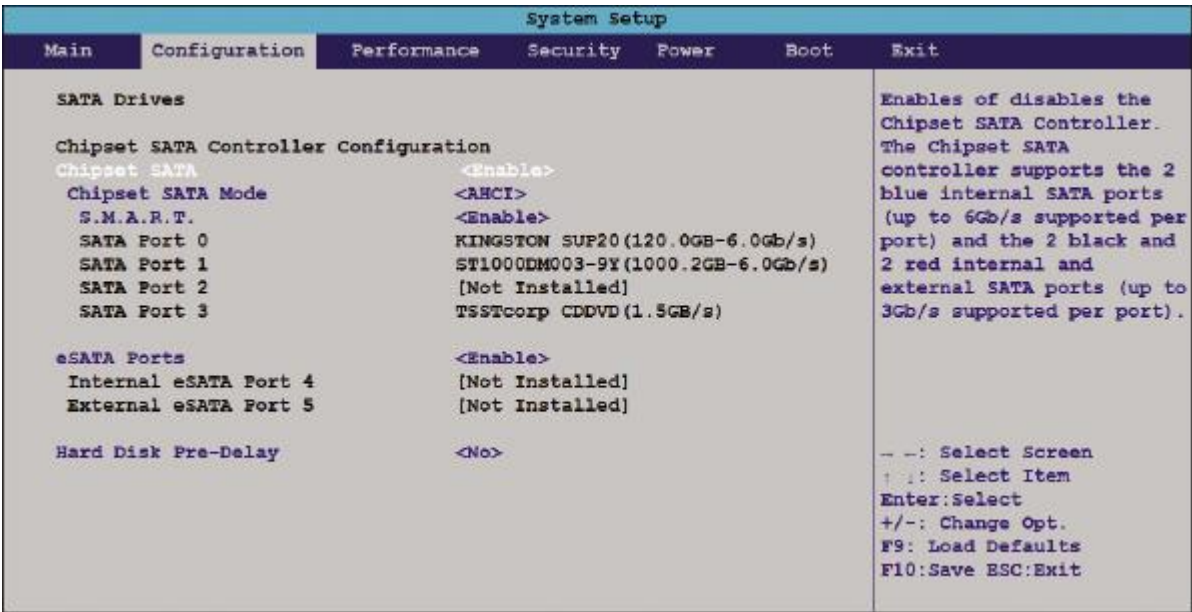 System Setup
Main Configuration Performance Security Power Boot Exit
SATA Drives
Chipset SATA Controller Configuration
Chipset SATA <Enable>
Chipset SATA Mode <AHCI>
S.M.A.R.T. <Enable>
SATA Port 0 KINGSTON SUP20(120.0GB-6.0Gb/s)
SATA Port 1 ST1000DM003-9Y(1000.2GB-6.0Gb/s)
SATA Port 2 [Not Installed]
SATA Port 3 TSSTcorp CDDVD(1.5GB/s)
eSATA Ports <Enable>
Internal eSATA Port 4 [Not Installed]
External eSATA Port 5 [Not Installed]
Hard Disk Pre-Delay <No>
Enables of disables the
Chipset SATA Controller.
The Chipset SATA
controller supports the 2
blue internal SATA ports
(up to 6Gb/s supported per
port) and the 2 black and
2 red internal and
external SATA ports (up to
3Gb/s supported per port).
→ ←: Select Screen
↑ ↓: Select Item
Enter:Select
+/-: Change Opt.
F9: Load Defaults
F10:Save ESC:Exit